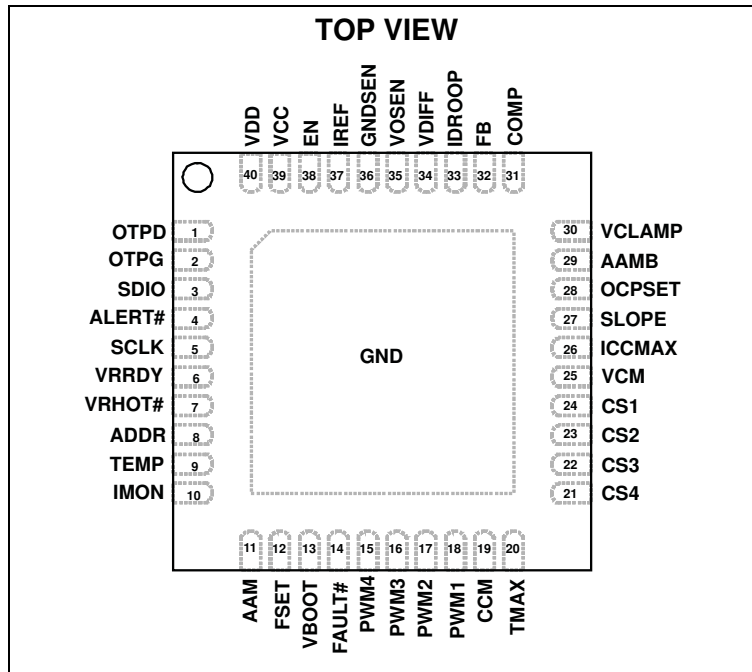 TOP VIEW
VDD
VCC
EN
IREF
GNDSEN
VOSEN
VDIFF
IDROOP
FB
COMP
40
39
38
37
36
35
34
33
32
31
OTPD 1
OTPG 2
SDIO 3
ALERT# 4
SCLK 5
VRRDY 6
VRHOT# 7
ADDR 8
TEMP 9
IMON 10
GND
30 VCLAMP
29 AAMB
28 OCPSET
27 SLOPE
26 ICCMAX
25 VCM
24 CS1
23 CS2
22 CS3
21 CS4
11
12
13
14
15
16
17
18
19
20
AAM
FSET
VBOOT
FAULT#
PWM4
PWM3
PWM2
PWM1
CCM
TMAX